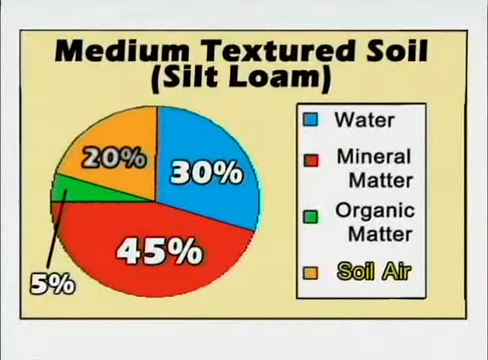 Medium Textured Soil
(Silt Loam)
20%
30%
45%
5%
Water
Mineral
Matter
Organic
Matter
Soil Air